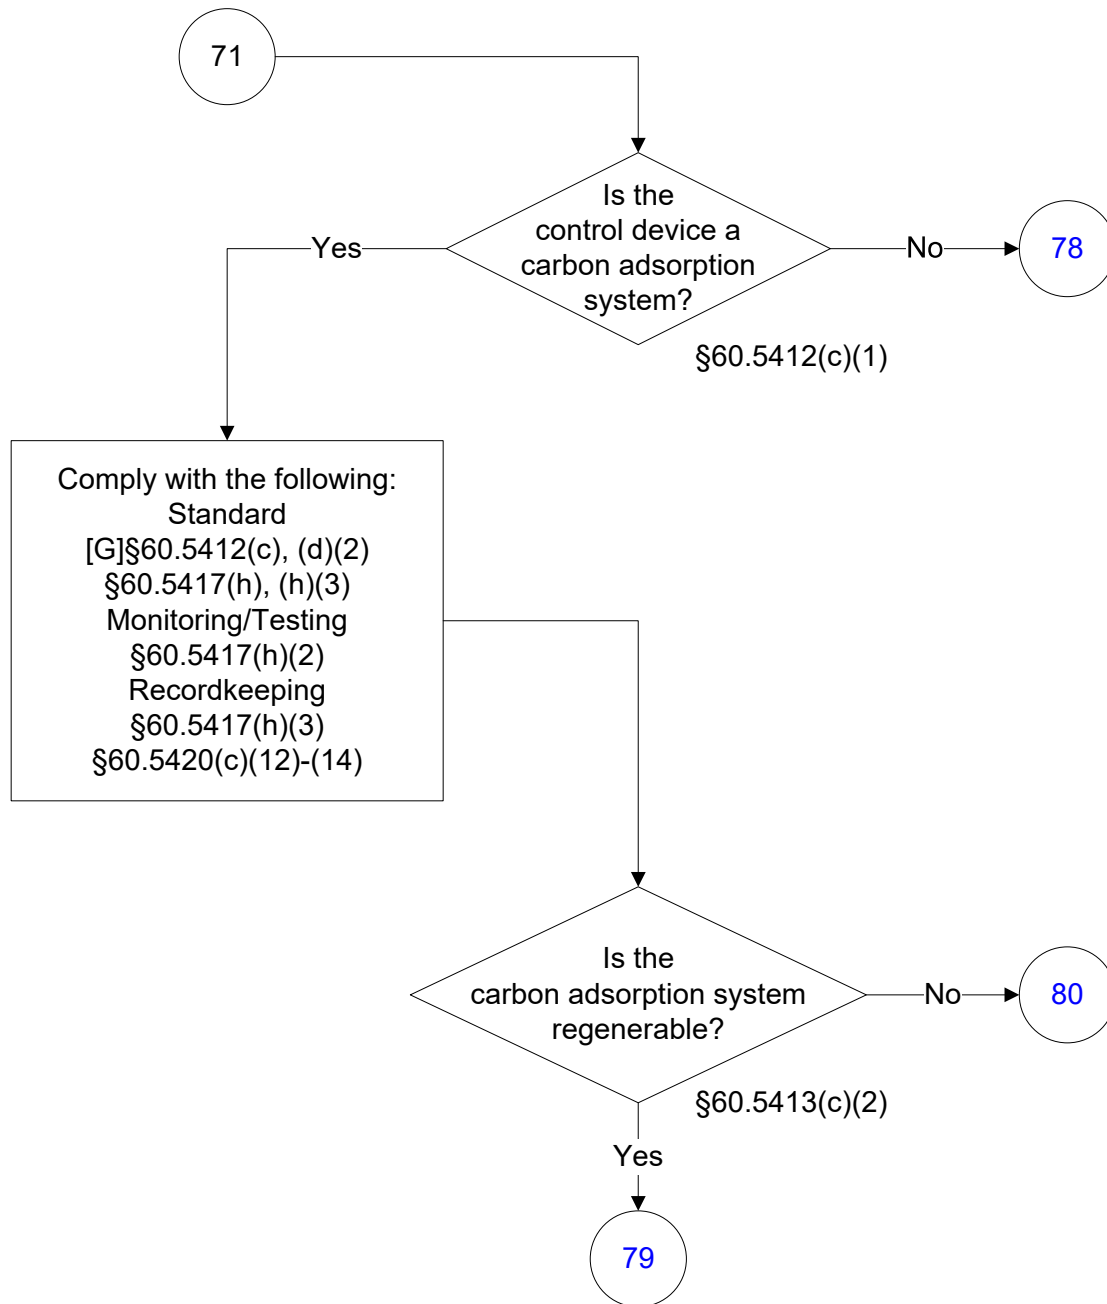 71
Is the
control device a
carbon adsorption
system?
Yes
No
78
§60.5412(c)(1)
Comply with the following:
Standard
[G]§60.5412(c), (d)(2)
§60.5417(h), (h)(3)
Monitoring/Testing
§60.5417(h)(2)
Recordkeeping
§60.5417(h)(3)
§60.5420(c)(12)-(14)
Is the
carbon adsorption system
regenerable?
No
80
§60.5413(c)(2)
Yes
79